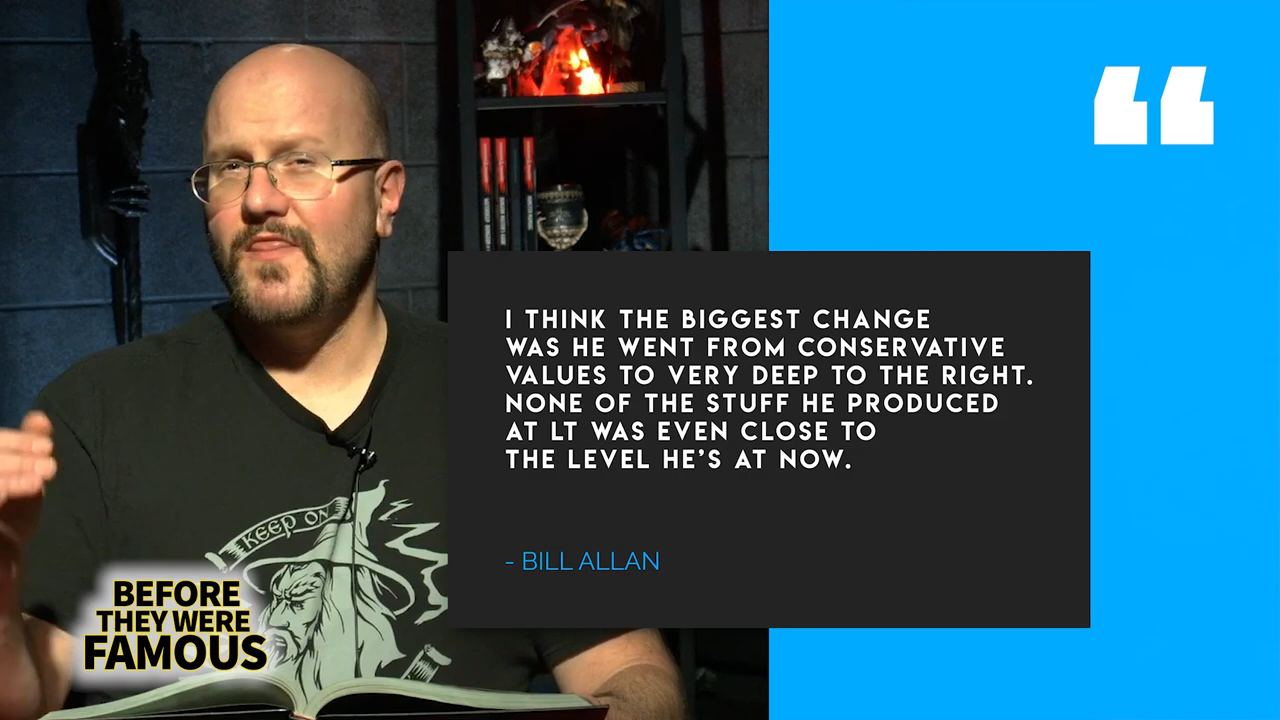 I THINK THE BIGGEST CHANGE
WAS HE WENT FROM CONSERVATIVE
VALUES TO VERY DEEP TO THE RIGHT.
NONE OF THE STUFF HE PRODUCED
AT LT WAS EVEN CLOSE TO
THE LEVEL HE’S AT NOW.
- BILL ALLAN
KEEP ON
BEFORE
THEY WERE
FAMOUS